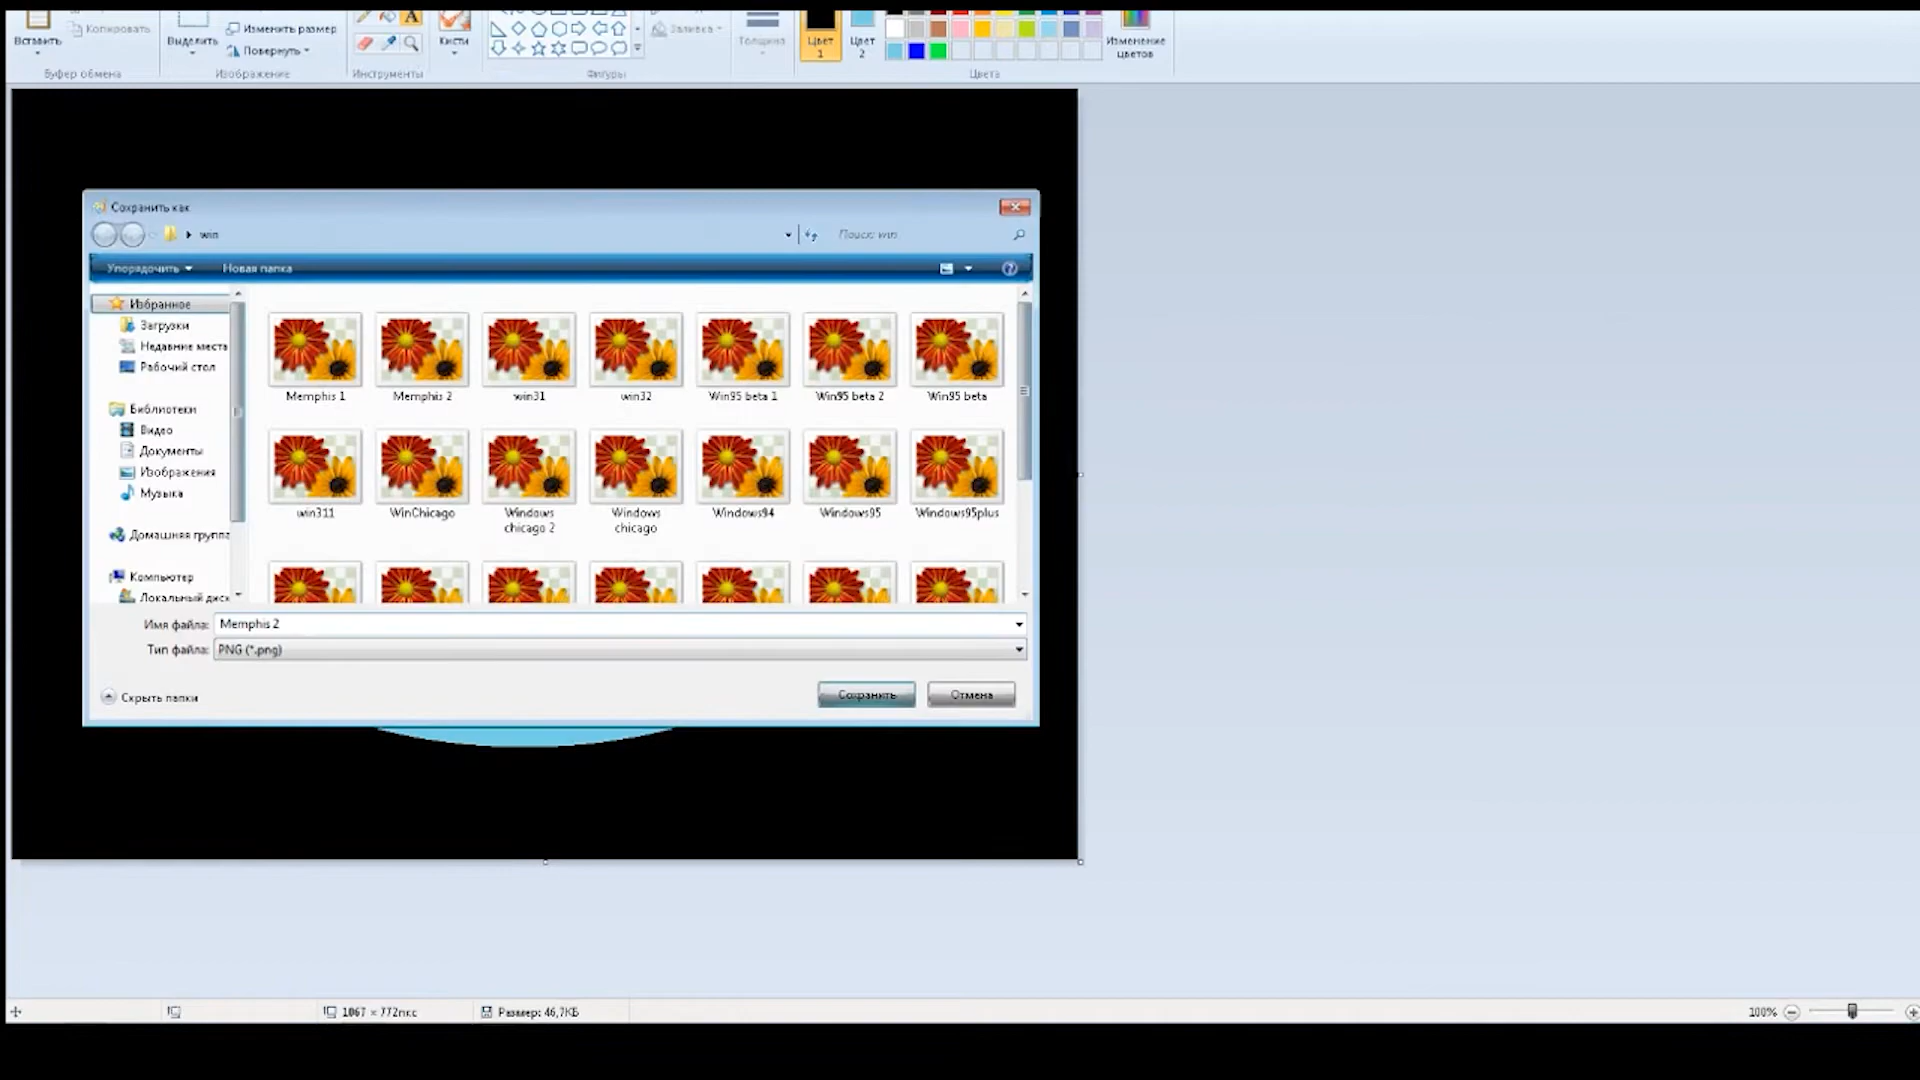 Вставить
Копировать
Выделить
Изменить размер
Повернуть
Кисти
Заливка
Толщина
Цвет 1
Цвет 2
Изменение цветов
Буфер обмена
Изображение
Инструменты
Фигуры
Цвета
Сохранить как
win
Поиск: win
Упорядочить
Новая папка
Избранное
Загрузки
Недавние места
Рабочий стол
Библиотеки
Видео
Документы
Изображения
Музыка
Домашняя группа
Компьютер
Локальный диск
Memphis 1
Memphis 2
win31
win32
Win95 beta 1
Win95 beta 2
Win95 beta
win311
WinChicago
Windows chicago 2
Windows chicago
Windows94
Windows95
Windows95plus
Имя файла: Memphis 2
Тип файла: PNG (*.png)
Скрыть папки
Сохранить
Отмена
1067 × 772пкс
Размер: 46,7КБ
100%